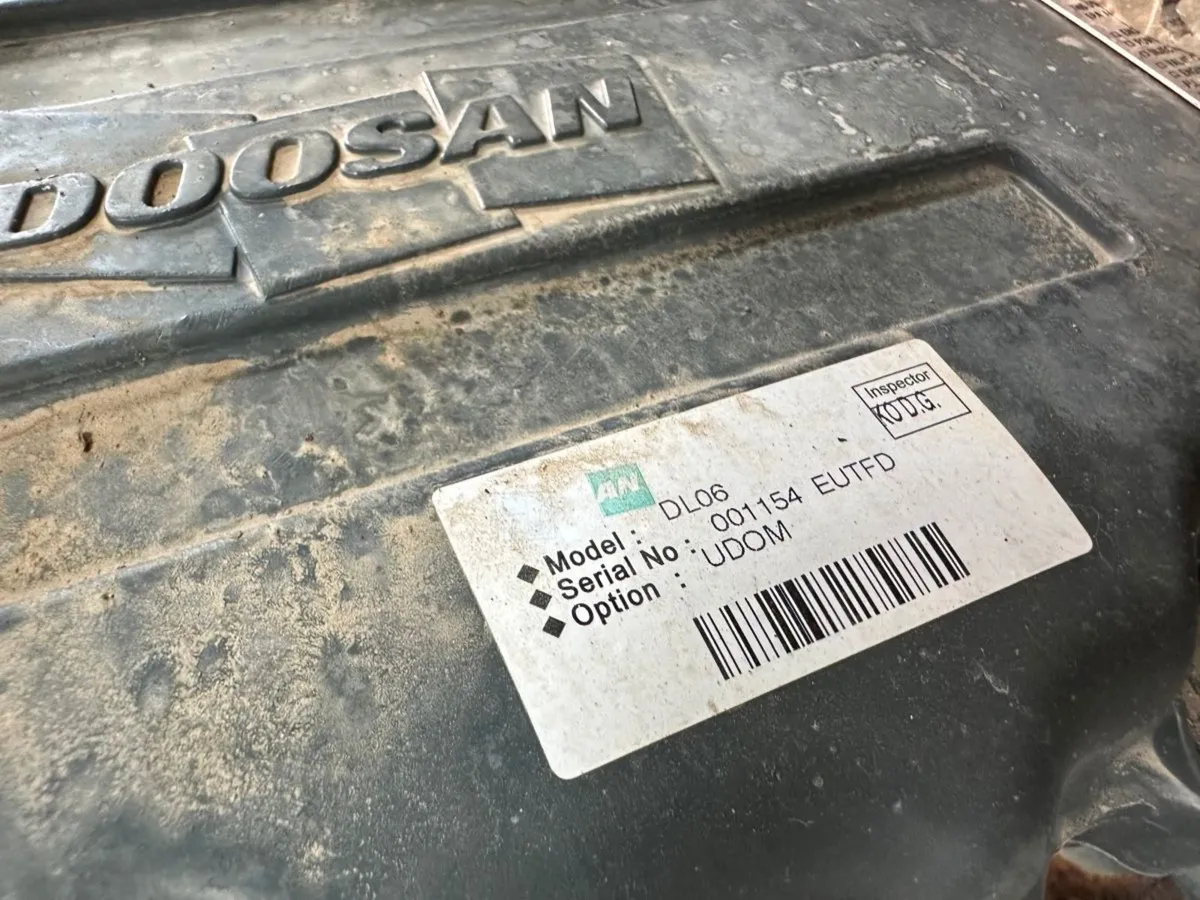 DOOSAN
Inspector
KO D.G.
AN
Model : DL06
Serial No : 001154 EUTFD
Option : UDOM